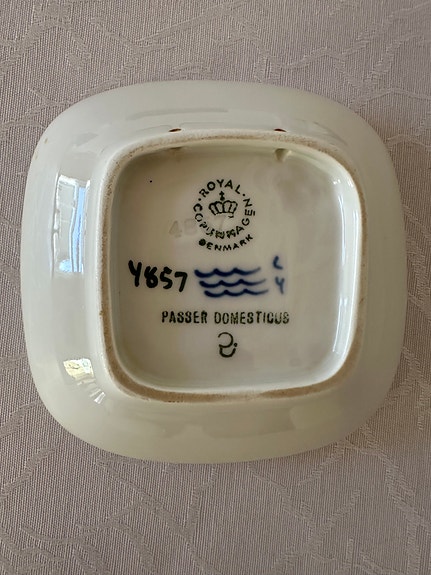 ROYAL
COPENHAGEN
DENMARK
4857
L
Y
PASSER DOMESTICUS